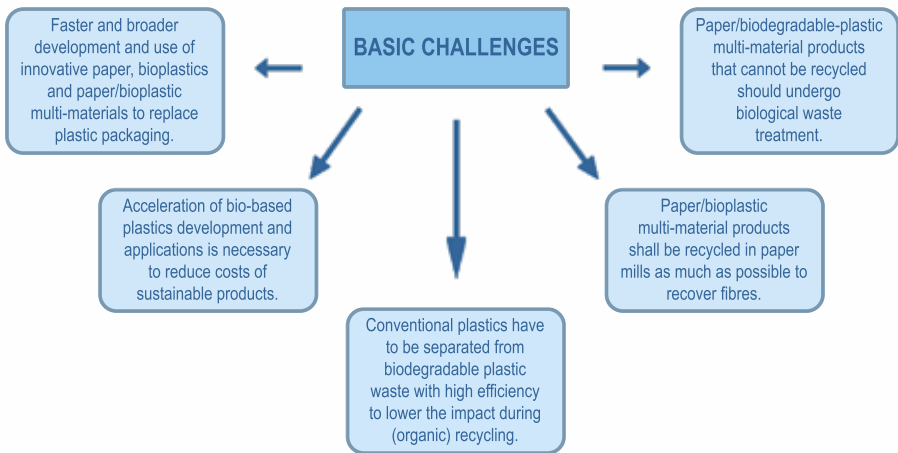 BASIC CHALLENGES
Faster and broader
development and use of
innovative paper, bioplastics
and paper/bioplastic
multi-materials to replace
plastic packaging.
Acceleration of bio-based
plastics development and
applications is necessary
to reduce costs of
sustainable products.
Conventional plastics have
to be separated from
biodegradable plastic
waste with high efficiency
to lower the impact during
(organic) recycling.
Paper/bioplastic
multi-material products
shall be recycled in paper
mills as much as possible to
recover fibres.
Paper/biodegradable-plastic
multi-material products
that cannot be recycled
should undergo
biological waste
treatment.